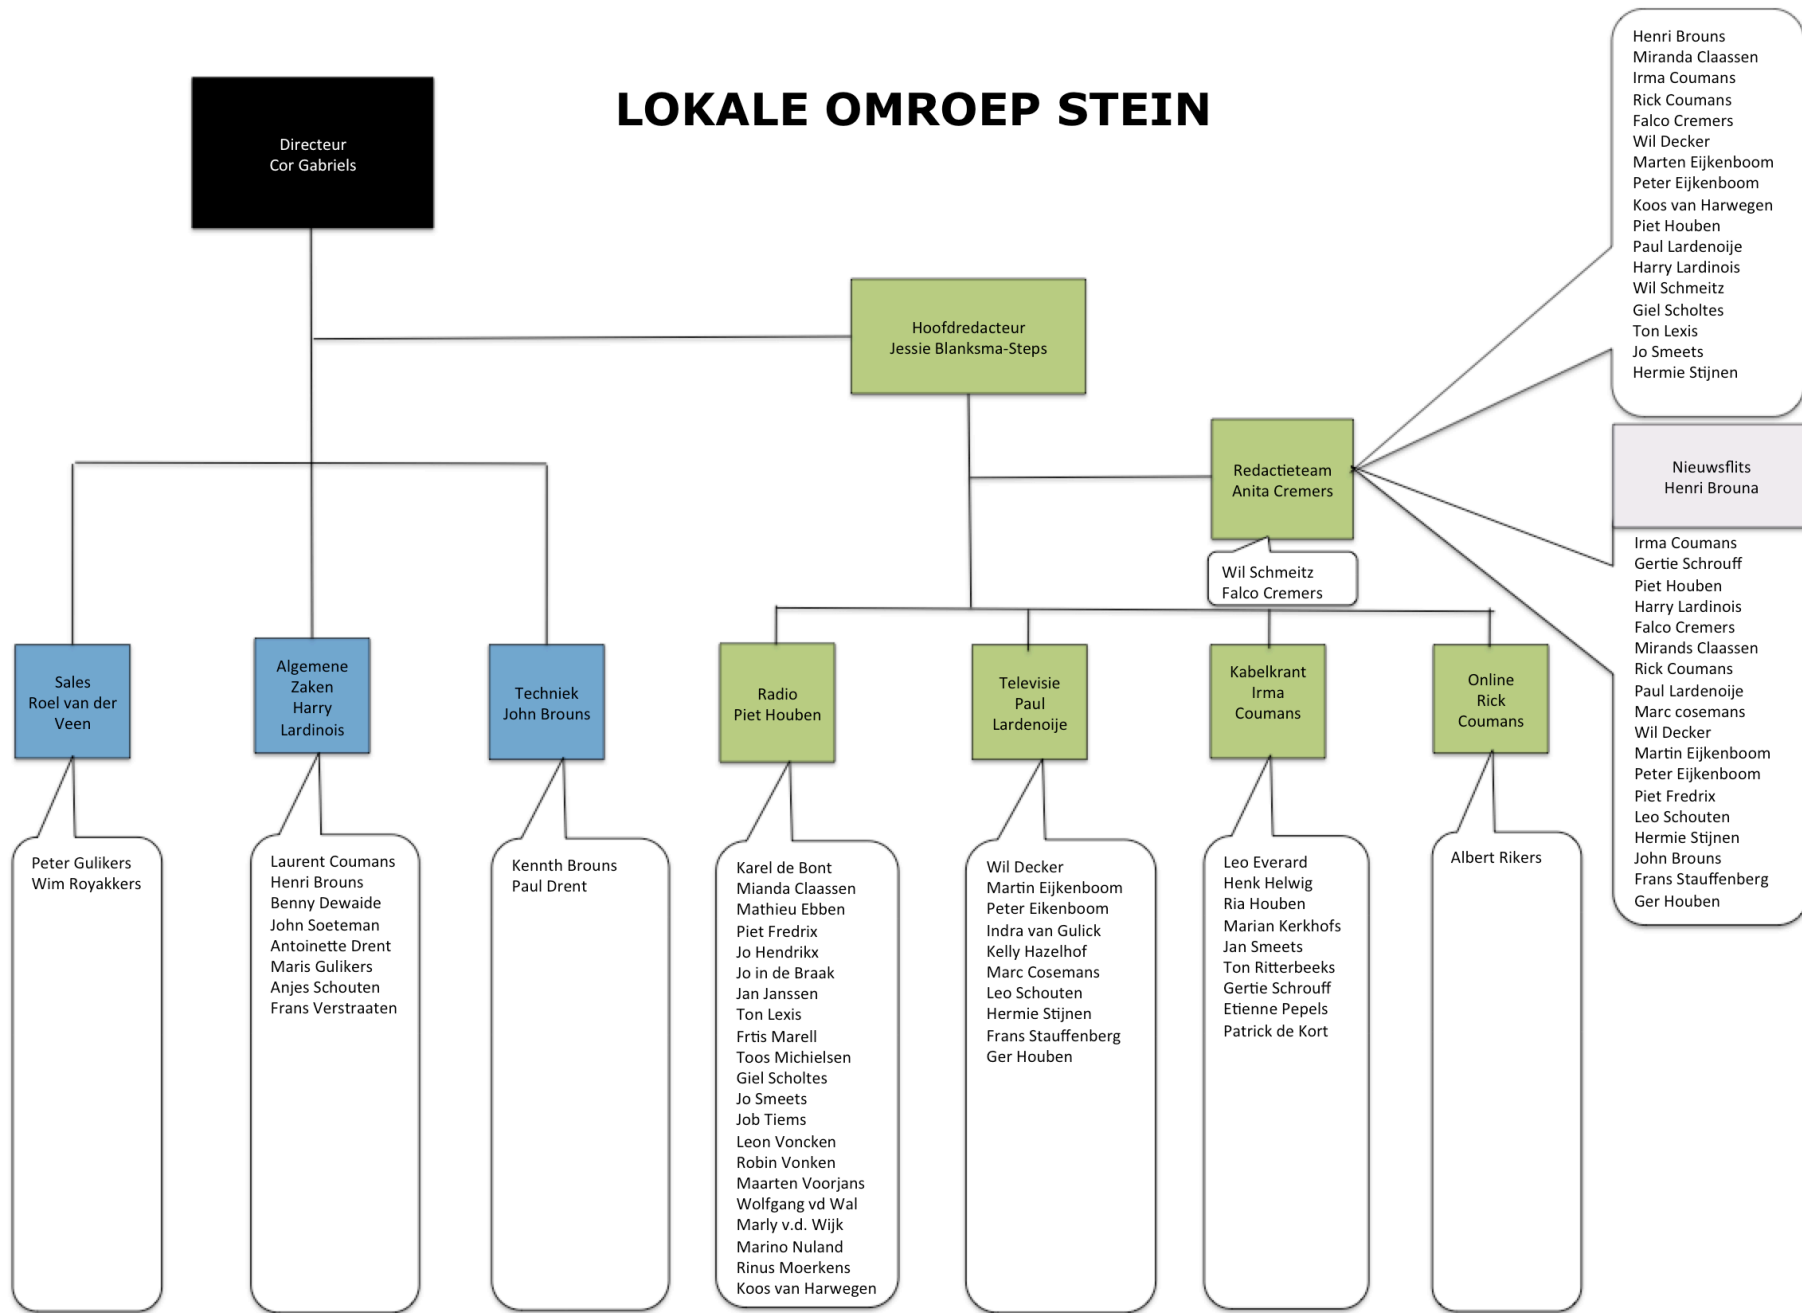 LOKALE OMROEP STEIN
Directeur
Cor Gabriels
Hoofdredacteur
Jessie Blanksma-Steps
Redactieteam
Anita Cremers
Wil Schmeitz
Falco Cremers
Henri Brouns
Miranda Claassen
Irma Coumans
Rick Coumans
Falco Cremers
Wil Decker
Marten Eijkenboom
Peter Eijkenboom
Koos van Harwegen
Piet Houben
Paul Lardenoije
Harry Lardinois
Wil Schmeitz
Giel Scholtes
Ton Lexis
Jo Smeets
Hermie Stijnen
Nieuwsflits
Henri Brouna
Irma Coumans
Gertie Schrouff
Piet Houben
Harry Lardinois
Falco Cremers
Mirands Claassen
Rick Coumans
Paul Lardenoije
Marc cosemans
Wil Decker
Martin Eijkenboom
Peter Eijkenboom
Piet Fredrix
Leo Schouten
Hermie Stijnen
John Brouns
Frans Stauffenberg
Ger Houben
Sales
Roel van der
Veen
Peter Gulikers
Wim Royakkers
Algemene
Zaken
Harry
Lardinois
Laurent Coumans
Henri Brouns
Benny Dewaide
John Soeteman
Antoinette Drent
Maris Gulikers
Anjes Schouten
Frans Verstraaten
Techniek
John Brouns
Kennth Brouns
Paul Drent
Radio
Piet Houben
Karel de Bont
Mianda Claassen
Mathieu Ebben
Piet Fredrix
Jo Hendrikx
Jo in de Braak
Jan Janssen
Ton Lexis
Frtis Marell
Toos Michielsen
Giel Scholtes
Jo Smeets
Job Tiems
Leon Voncken
Robin Vonken
Maarten Voorjans
Wolfgang vd Wal
Marly v.d. Wijk
Marino Nuland
Rinus Moerkens
Koos van Harwegen
Televisie
Paul
Lardenoije
Wil Decker
Martin Eijkenboom
Peter Eikenboom
Indra van Gulick
Kelly Hazelhof
Marc Cosemans
Leo Schouten
Hermie Stijnen
Frans Stauffenberg
Ger Houben
Kabelkrant
Irma
Coumans
Leo Everard
Henk Helwig
Ria Houben
Marian Kerkhofs
Jan Smeets
Ton Ritterbeeks
Gertie Schrouff
Etienne Pepels
Patrick de Kort
Online
Rick
Coumans
Albert Rikers